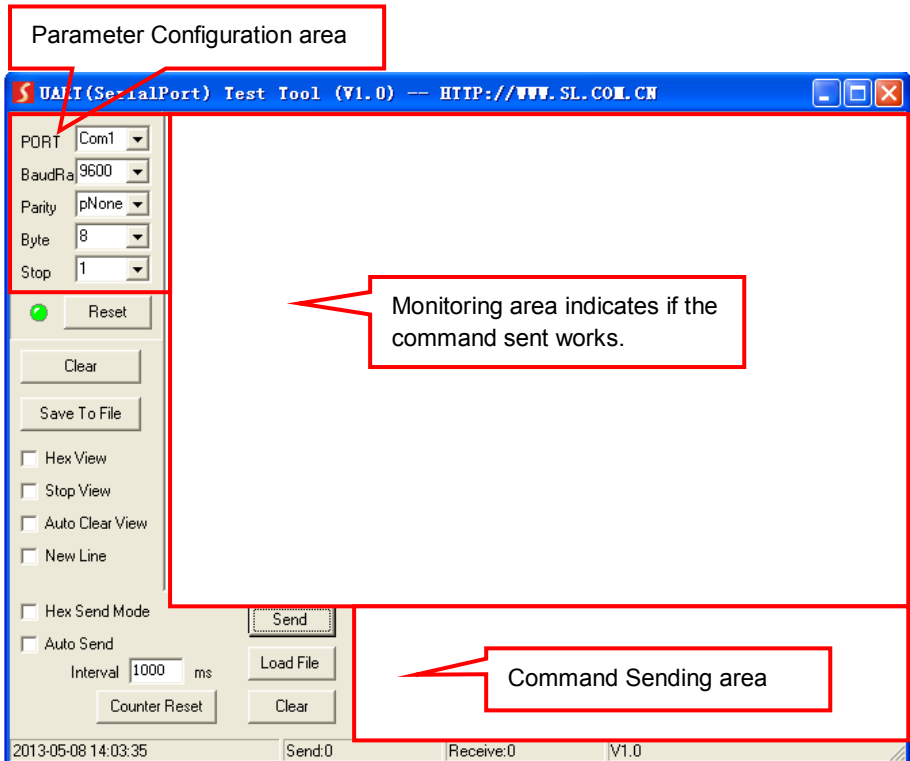 Parameter Configuration area
UART(SerialPort) Test Tool (V1.0) -- HTTP://WWW.SL.COM.CN
PORT Com1
BaudRa 9600
Parity pNone
Byte 8
Stop 1
Reset
Monitoring area indicates if the
command sent works.
Clear
Save To File
Hex View
Stop View
Auto Clear View
New Line
Hex Send Mode
Send
Auto Send
Interval 1000 ms
Load File
Command Sending area
Counter Reset
Clear
2013-05-08 14:03:35 Send:0 Receive:0 V1.0